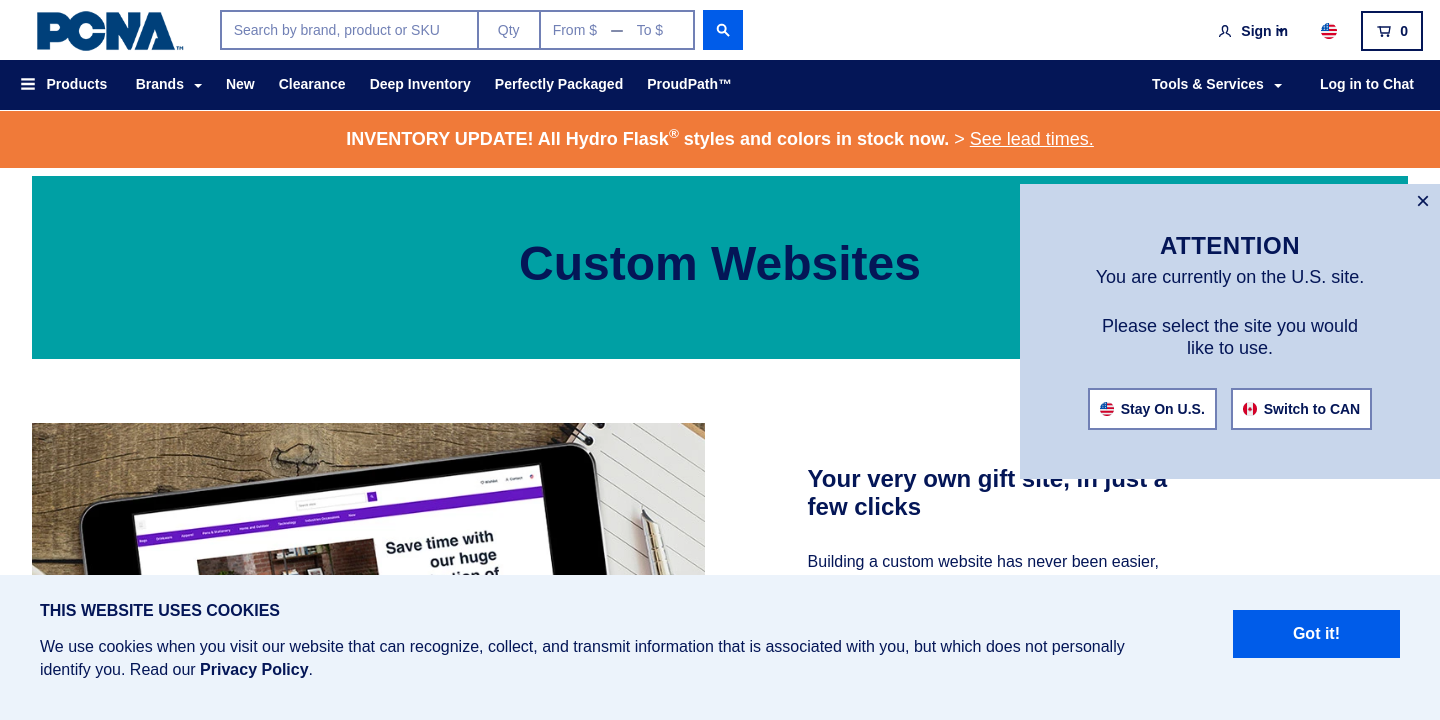 PCNA™
Search by brand, product or SKU
Qty
From $ — To $
Sign in
0
Products
Brands
New
Clearance
Deep Inventory
Perfectly Packaged
ProudPath™
Tools & Services
Log in to Chat
INVENTORY UPDATE! All Hydro Flask® styles and colors in stock now. > See lead times.
Custom Websites
×
ATTENTION
You are currently on the U.S. site.
Please select the site you would
like to use.
Stay On U.S.
Switch to CAN
Save time with
our huge
Your very own gift site, in just a
few clicks
Building a custom website has never been easier,
THIS WEBSITE USES COOKIES
We use cookies when you visit our website that can recognize, collect, and transmit information that is associated with you, but which does not personally
identify you. Read our Privacy Policy.
Got it!